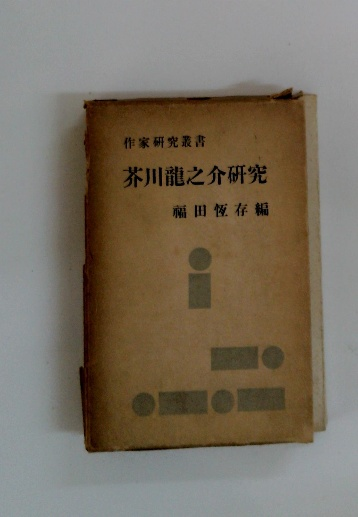 作家研究叢書
芥川龍之介研究
福田恆存編